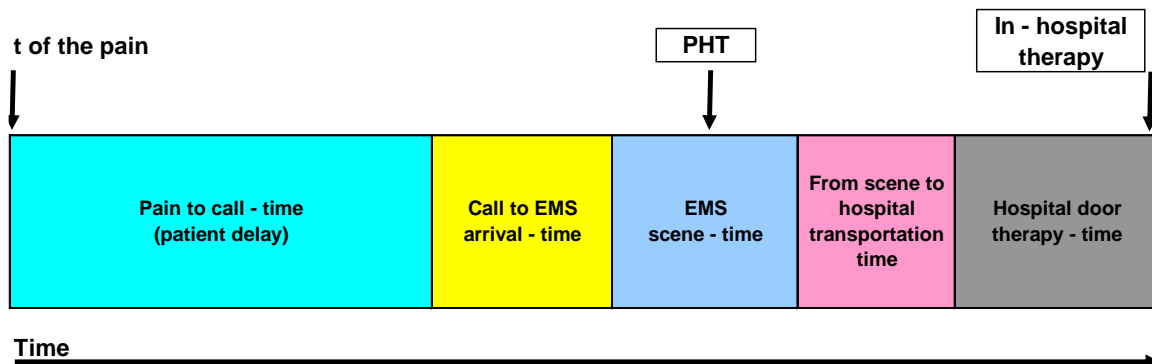 t of the pain
PHT
In - hospital
therapy
Pain to call - time
(patient delay)
Call to EMS
arrival - time
EMS
scene - time
From scene to
hospital
transportation
time
Hospital door
therapy - time
Time